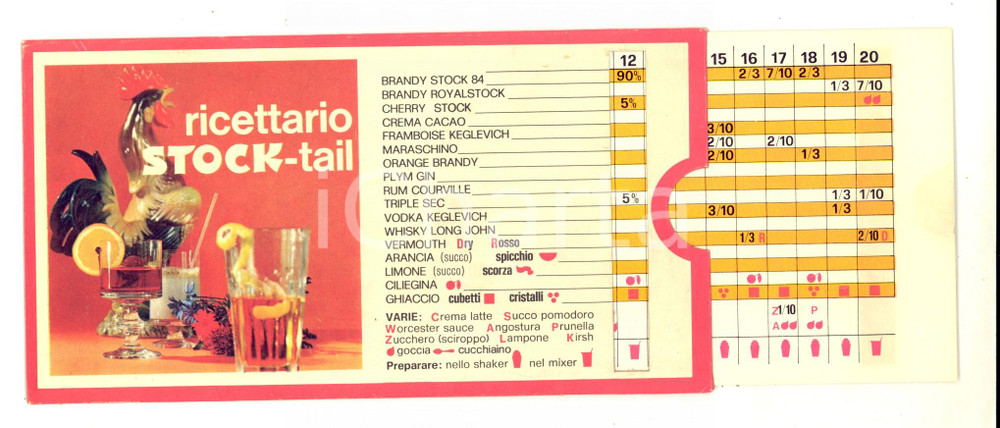 ricettario
STOCK-tail
12
BRANDY STOCK 84 90%
BRANDY ROYALSTOCK
CHERRY STOCK 5%
CREMA CACAO
FRAMBOISE KEGLEVICH
MARASCHINO
ORANGE BRANDY
PLYM GIN
RUM COURVILLE
TRIPLE SEC 5%
VODKA KEGLEVICH
WHISKY LONG JOHN
VERMOUTH Dry Rosso
ARANCIA (succo) spicchio
LIMONE (succo) scorza
CILIEGINA
GHIACCIO cubetti cristalli
VARIE: Crema latte Succo pomodoro
Worcester sauce Angostura Prunella
Zucchero (sciroppo) Lampone Kirsh
goccia cucchiaino
Preparare: nello shaker nel mixer
15 16 17 18 19 20
2/3 7/10 2/3
1/3 7/10
3/10
2/10 2/10
2/10 1/3
1/3 1/10
3/10 1/3
1/3 R 2/10 D
Z1/10 P
A